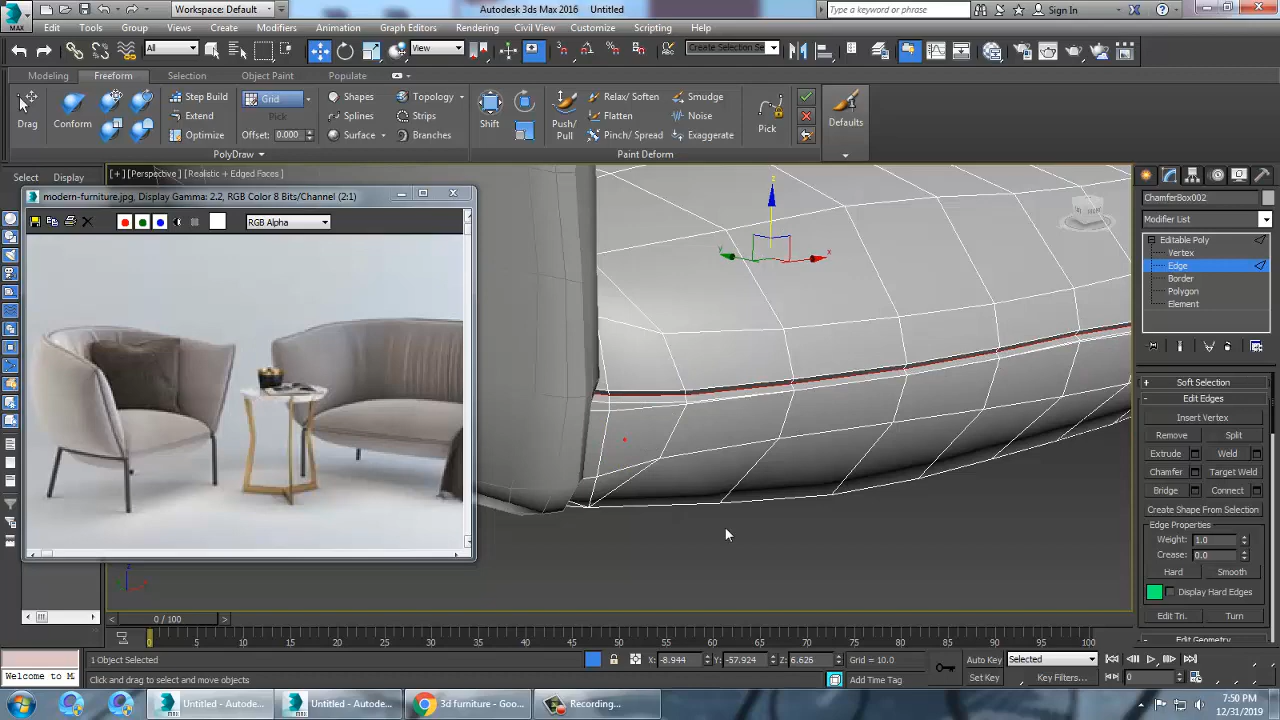 MAX
Workspace: Default
Autodesk 3ds Max 2016 Untitled
Type a keyword or phrase
Sign In
Edit Tools Group Views Create Modifiers Animation Graph Editors Rendering Civil View Customize Scripting Help
All
View
Create Selection Se
Modeling Freeform Selection Object Paint Populate
Drag
Conform
Step Build
Extend
Optimize
Grid
Pick
Offset: 0.000
Shapes
Splines
Surface
Topology
Strips
Branches
Shift
Push/
Pull
Relax/ Soften
Flatten
Pinch/ Spread
Smudge
Noise
Exaggerate
Pick
Defaults
PolyDraw
Paint Deform
Select Display
[+] [Perspective] [Realistic + Edged Faces]
modern-furniture.jpg, Display Gamma: 2.2, RGB Color 8 Bits/Channel (2:1)
RGB Alpha
z
y
x
ChamferBox002
Modifier List
Editable Poly
Vertex
Edge
Border
Polygon
Element
+ Soft Selection
- Edit Edges
Insert Vertex
Remove Split
Extrude Weld
Chamfer Target Weld
Bridge Connect
Create Shape From Selection
Edge Properties
Weight: 1.0
Crease: 0.0
Hard Smooth
Display Hard Edges
Edit Tri. Turn
- Edit Geometry
0 / 100
0 5 10 15 20 25 30 35 40 45 50 55 60 65 70 75 80 85 90 95 100
1 Object Selected
X: -8.944 Y: -57.924 Z: 6.626
Grid = 10.0
Auto Key
Selected
Welcome to M
Click and drag to select and move objects
Add Time Tag
Set Key
Key Filters...
0
Untitled - Autode...
Untitled - Autode...
3d furniture - Goo...
Recording...
7:50 PM
12/31/2019